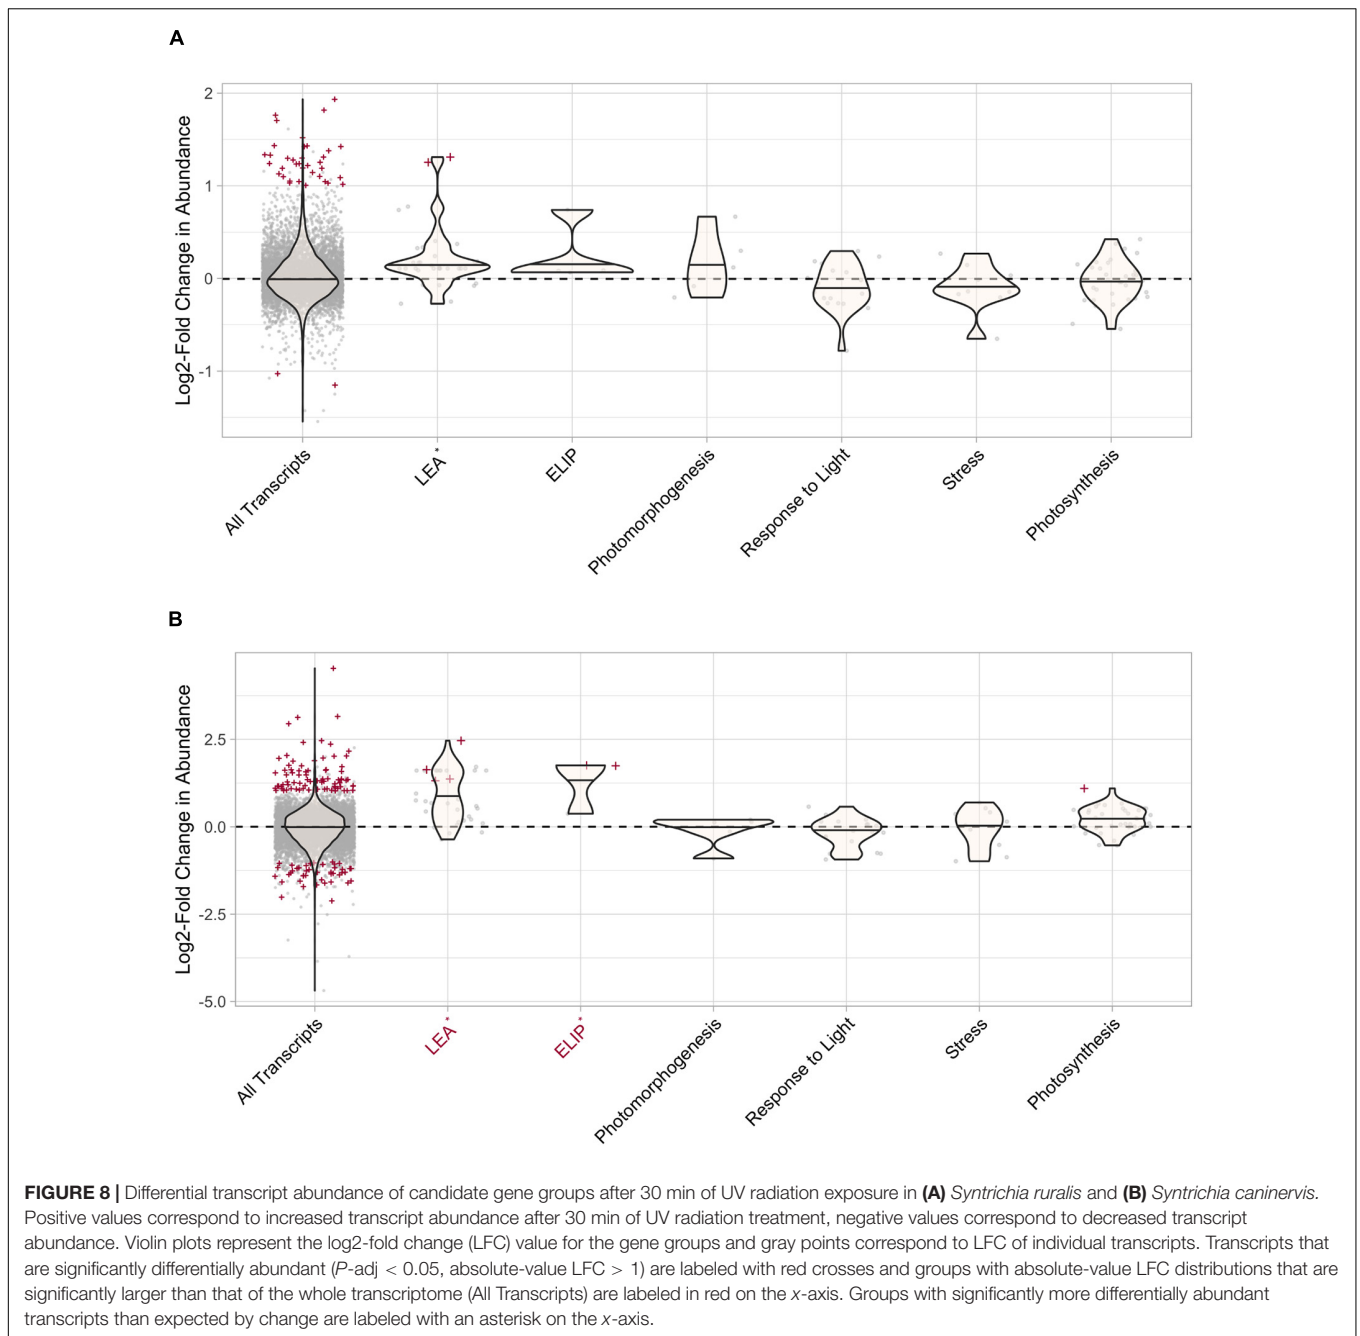 A
Log2-Fold Change in Abundance
2
1
0
-1
All Transcripts
LEA*
ELIP
Photomorphogenesis
Response to Light
Stress
Photosynthesis
B
Log2-Fold Change in Abundance
2.5
0.0
-2.5
-5.0
All Transcripts
LEA*
ELIP*
Photomorphogenesis
Response to Light
Stress
Photosynthesis
FIGURE 8 | Differential transcript abundance of candidate gene groups after 30 min of UV radiation exposure in (A) Syntrichia ruralis and (B) Syntrichia caninervis.
Positive values correspond to increased transcript abundance after 30 min of UV radiation treatment, negative values correspond to decreased transcript
abundance. Violin plots represent the log2-fold change (LFC) value for the gene groups and gray points correspond to LFC of individual transcripts. Transcripts that
are significantly differentially abundant (P-adj < 0.05, absolute-value LFC > 1) are labeled with red crosses and groups with absolute-value LFC distributions that are
significantly larger than that of the whole transcriptome (All Transcripts) are labeled in red on the x-axis. Groups with significantly more differentially abundant
transcripts than expected by change are labeled with an asterisk on the x-axis.